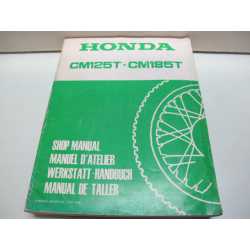 HONDA
CM125T · CM185T
SHOP MANUAL
MANUEL D'ATELIER
WERKSTATT-HANDBUCH
MANUAL DE TALLER